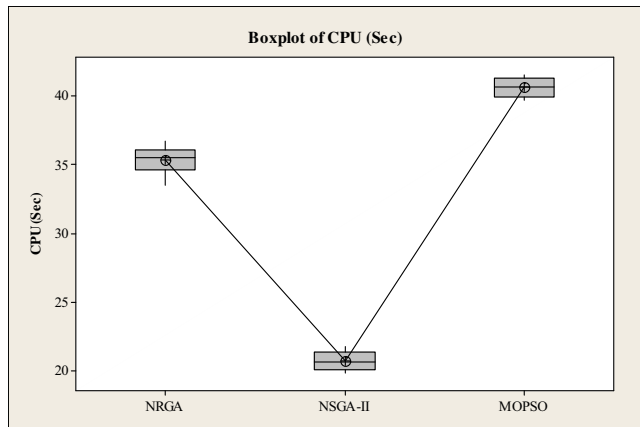 Boxplot of CPU (Sec)
CPU (Sec)
40
35
30
25
20
NRGA NSGA-II MOPSO